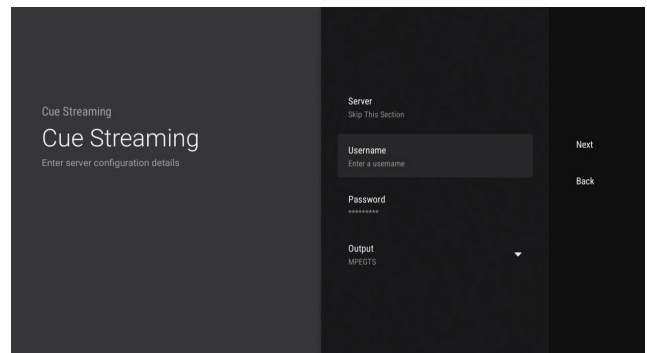 Cue Streaming
Cue Streaming
Enter server configuration details
Server
Skip This Section
Username
Enter a username
Password
*********
Output
MPEGTS
Next
Back